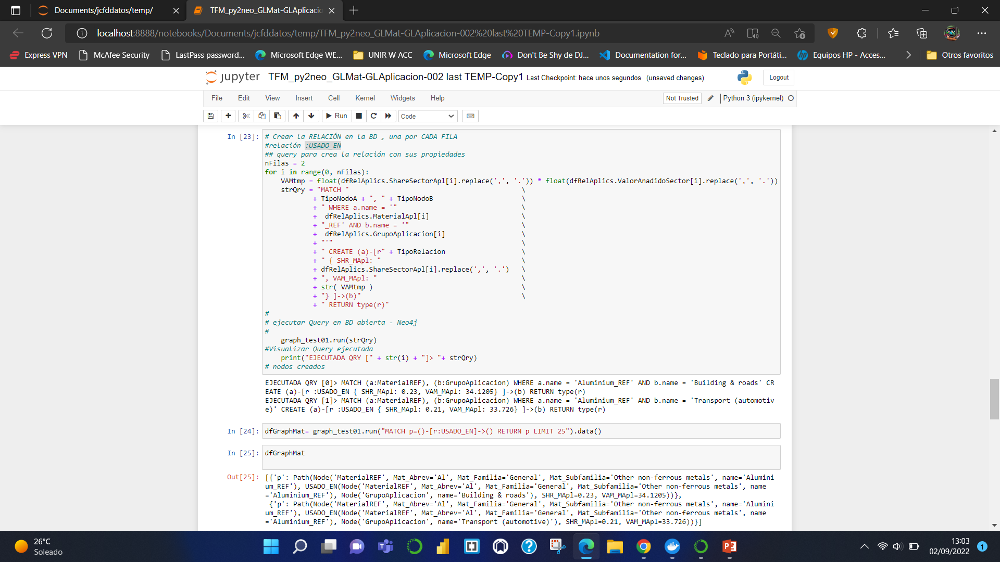 Documents/jcfddatos/temp/
TFM_py2neo_GLMat-GLAplicacio
localhost:8888/notebooks/Documents/jcfddatos/temp/TFM_py2neo_GLMat-GLAplicacion-002%20last%20TEMP-Copy1.ipynb
Express VPN McAfee Security LastPass password... Microsoft Edge WE... UNIR W ACC Microsoft Edge Don't Be Shy de DJ... Documentation for... Teclado para Portáti... Equipos HP - Acces... Otros favoritos
jupyter TFM_py2neo_GLMat-GLAplicacion-002 last TEMP-Copy1 Last Checkpoint: hace unos segundos (unsaved changes) Logout
File Edit View Insert Cell Kernel Widgets Help Not Trusted Python 3 (ipykernel)
Run Code
In [23]: # Crear la RELACIÓN en la BD , una por CADA FILA
#relación :USADO_EN
## query para crea la relación con sus propiedades
nFilas = 2
for i in range(0, nFilas):
VAMtmp = float(dfRelAplics.ShareSectorApl[i].replace(',', '.')) * float(dfRelAplics.ValorAnadidoSector[i].replace(',', '.'))
strQry = "MATCH " \
+ TipoNodoA + ", " + TipoNodoB \
+ " WHERE a.name = '" \
+ dfRelAplics.MaterialApl[i] \
+ "_REF' AND b.name = '" \
+ dfRelAplics.GrupoAplicacion[i] \
+ "'" \
+ " CREATE (a)-[r" + TipoRelacion \
+ " { SHR_MApl: " \
+ dfRelAplics.ShareSectorApl[i].replace(',', '.') \
+ ", VAM_MApl: " \
+ str( VAMtmp ) \
+ "} ]->(b)" \
+ " RETURN type(r)"
#
# ejecutar Query en BD abierta - Neo4j
#
graph_test01.run(strQry)
#Visualizar Query ejecutada
print("EJECUTADA QRY [" + str(i) + "]> "+ strQry)
# nodos creados
EJECUTADA QRY [0]> MATCH (a:MaterialREF), (b:GrupoAplicacion) WHERE a.name = 'Aluminium_REF' AND b.name = 'Building & roads' CR
EATE (a)-[r :USADO_EN { SHR_MApl: 0.23, VAM_MApl: 34.1205} ]->(b) RETURN type(r)
EJECUTADA QRY [1]> MATCH (a:MaterialREF), (b:GrupoAplicacion) WHERE a.name = 'Aluminium_REF' AND b.name = 'Transport (automotiv
e)' CREATE (a)-[r :USADO_EN { SHR_MApl: 0.21, VAM_MApl: 33.726} ]->(b) RETURN type(r)
In [24]: dfGraphMat= graph_test01.run("MATCH p=()-[r:USADO_EN]->() RETURN p LIMIT 25").data()
In [25]: dfGraphMat
Out[25]: [{'p': Path(Node('MaterialREF', Mat_Abrev='Al', Mat_Familia='General', Mat_Subfamilia='Other non-ferrous metals', name='Alumini
um_REF'), USADO_EN(Node('MaterialREF', Mat_Abrev='Al', Mat_Familia='General', Mat_Subfamilia='Other non-ferrous metals', name
='Aluminium_REF'), Node('GrupoAplicacion', name='Building & roads'), SHR_MApl=0.23, VAM_MApl=34.1205))},
{'p': Path(Node('MaterialREF', Mat_Abrev='Al', Mat_Familia='General', Mat_Subfamilia='Other non-ferrous metals', name='Alumini
um_REF'), USADO_EN(Node('MaterialREF', Mat_Abrev='Al', Mat_Familia='General', Mat_Subfamilia='Other non-ferrous metals', name
='Aluminium_REF'), Node('GrupoAplicacion', name='Transport (automotive)'), SHR_MApl=0.21, VAM_MApl=33.726))}]
26°C
Soleado
13:03
02/09/2022
1